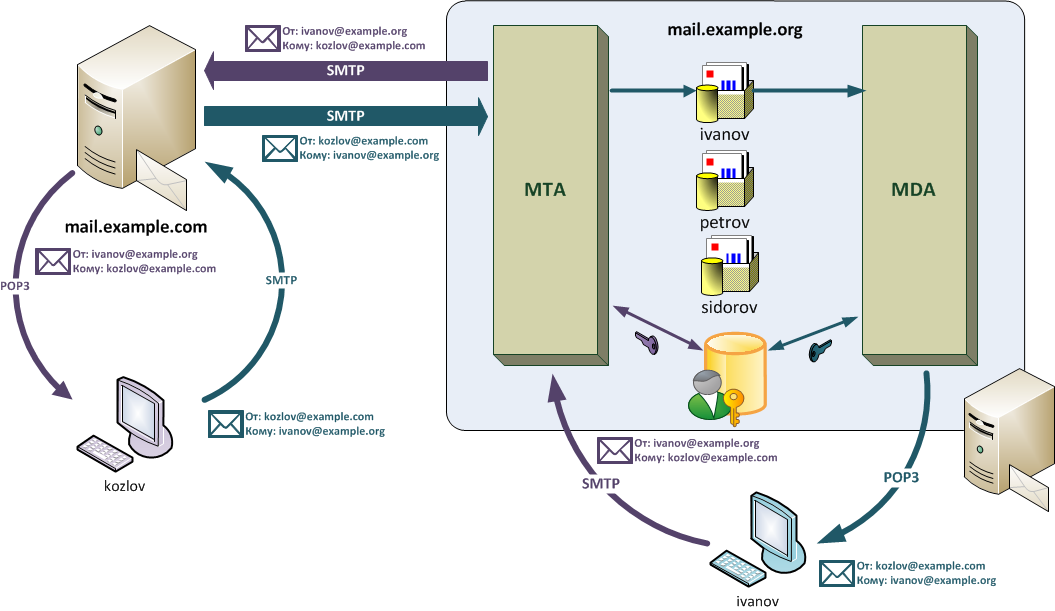 mail.example.org
От: ivanov@example.org
Кому: kozlov@example.com
SMTP
SMTP
От: kozlov@example.com
Кому: ivanov@example.org
ivanov
MTA
MDA
petrov
mail.example.com
От: ivanov@example.org
Кому: kozlov@example.com
POP3
SMTP
sidorov
От: kozlov@example.com
Кому: ivanov@example.org
kozlov
От: ivanov@example.org
Кому: kozlov@example.com
SMTP
POP3
От: kozlov@example.com
Кому: ivanov@example.org
ivanov